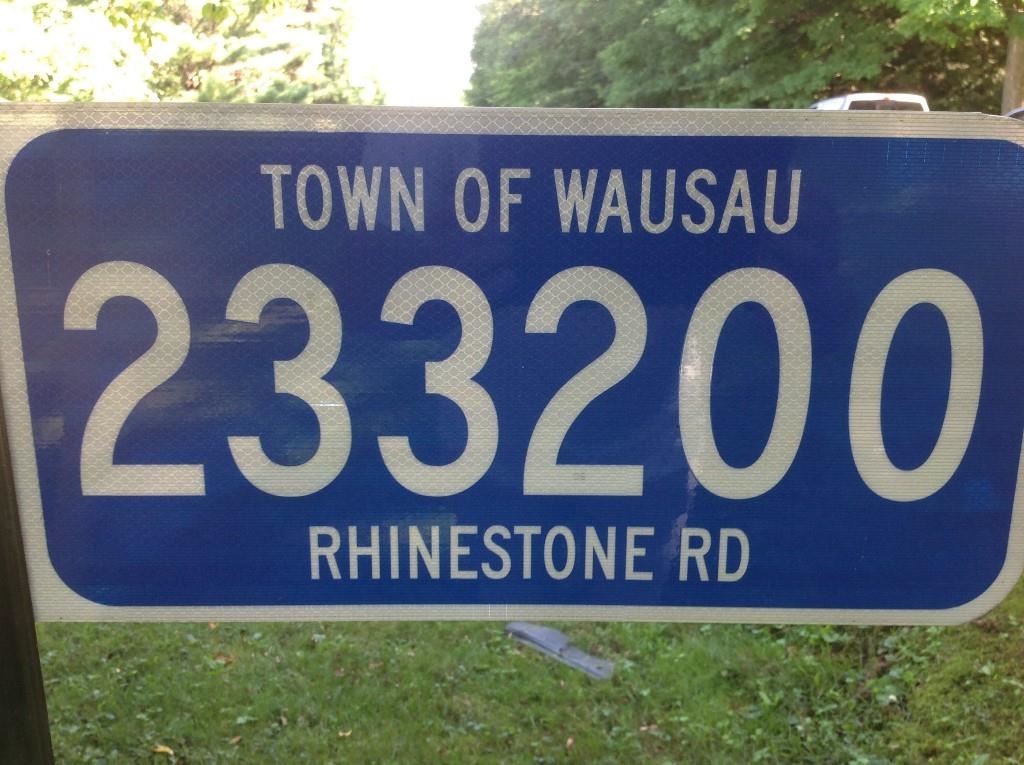 TOWN OF WAUSAU
233200
RHINESTONE RD